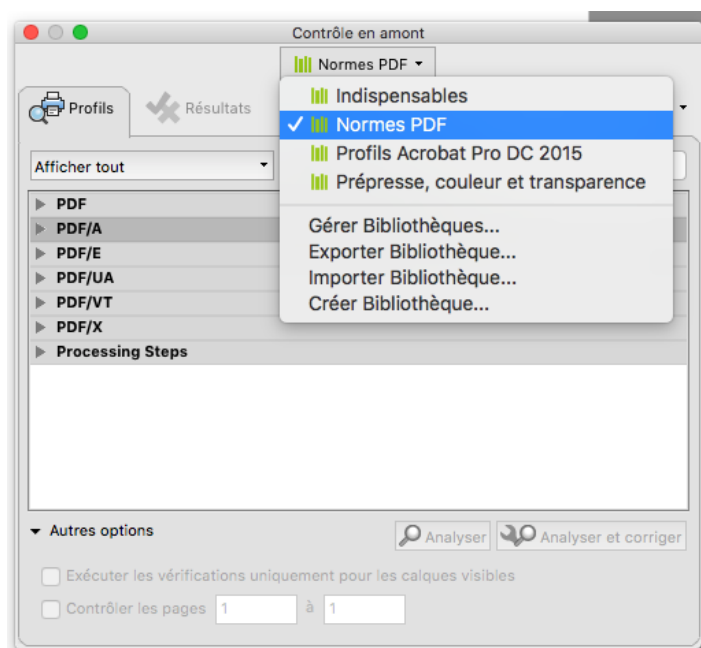 Contrôle en amont
Normes PDF
Indispensables
Normes PDF
Profils Acrobat Pro DC 2015
Prépresse, couleur et transparence
Gérer Bibliothèques...
Exporter Bibliothèque...
Importer Bibliothèque...
Créer Bibliothèque...
Profils
Résultats
Afficher tout
PDF
PDF/A
PDF/E
PDF/UA
PDF/VT
PDF/X
Processing Steps
Autres options
Analyser
Analyser et corriger
Exécuter les vérifications uniquement pour les calques visibles
Contrôler les pages 1 à 1